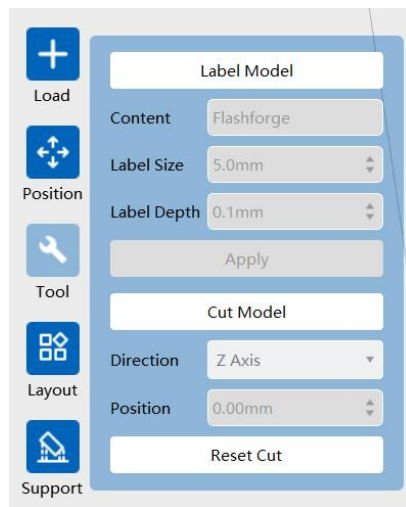 Load
Position
Tool
Layout
Support
Label Model
Content Flashforge
Label Size 5.0mm
Label Depth 0.1mm
Apply
Cut Model
Direction Z Axis
Position 0.00mm
Reset Cut